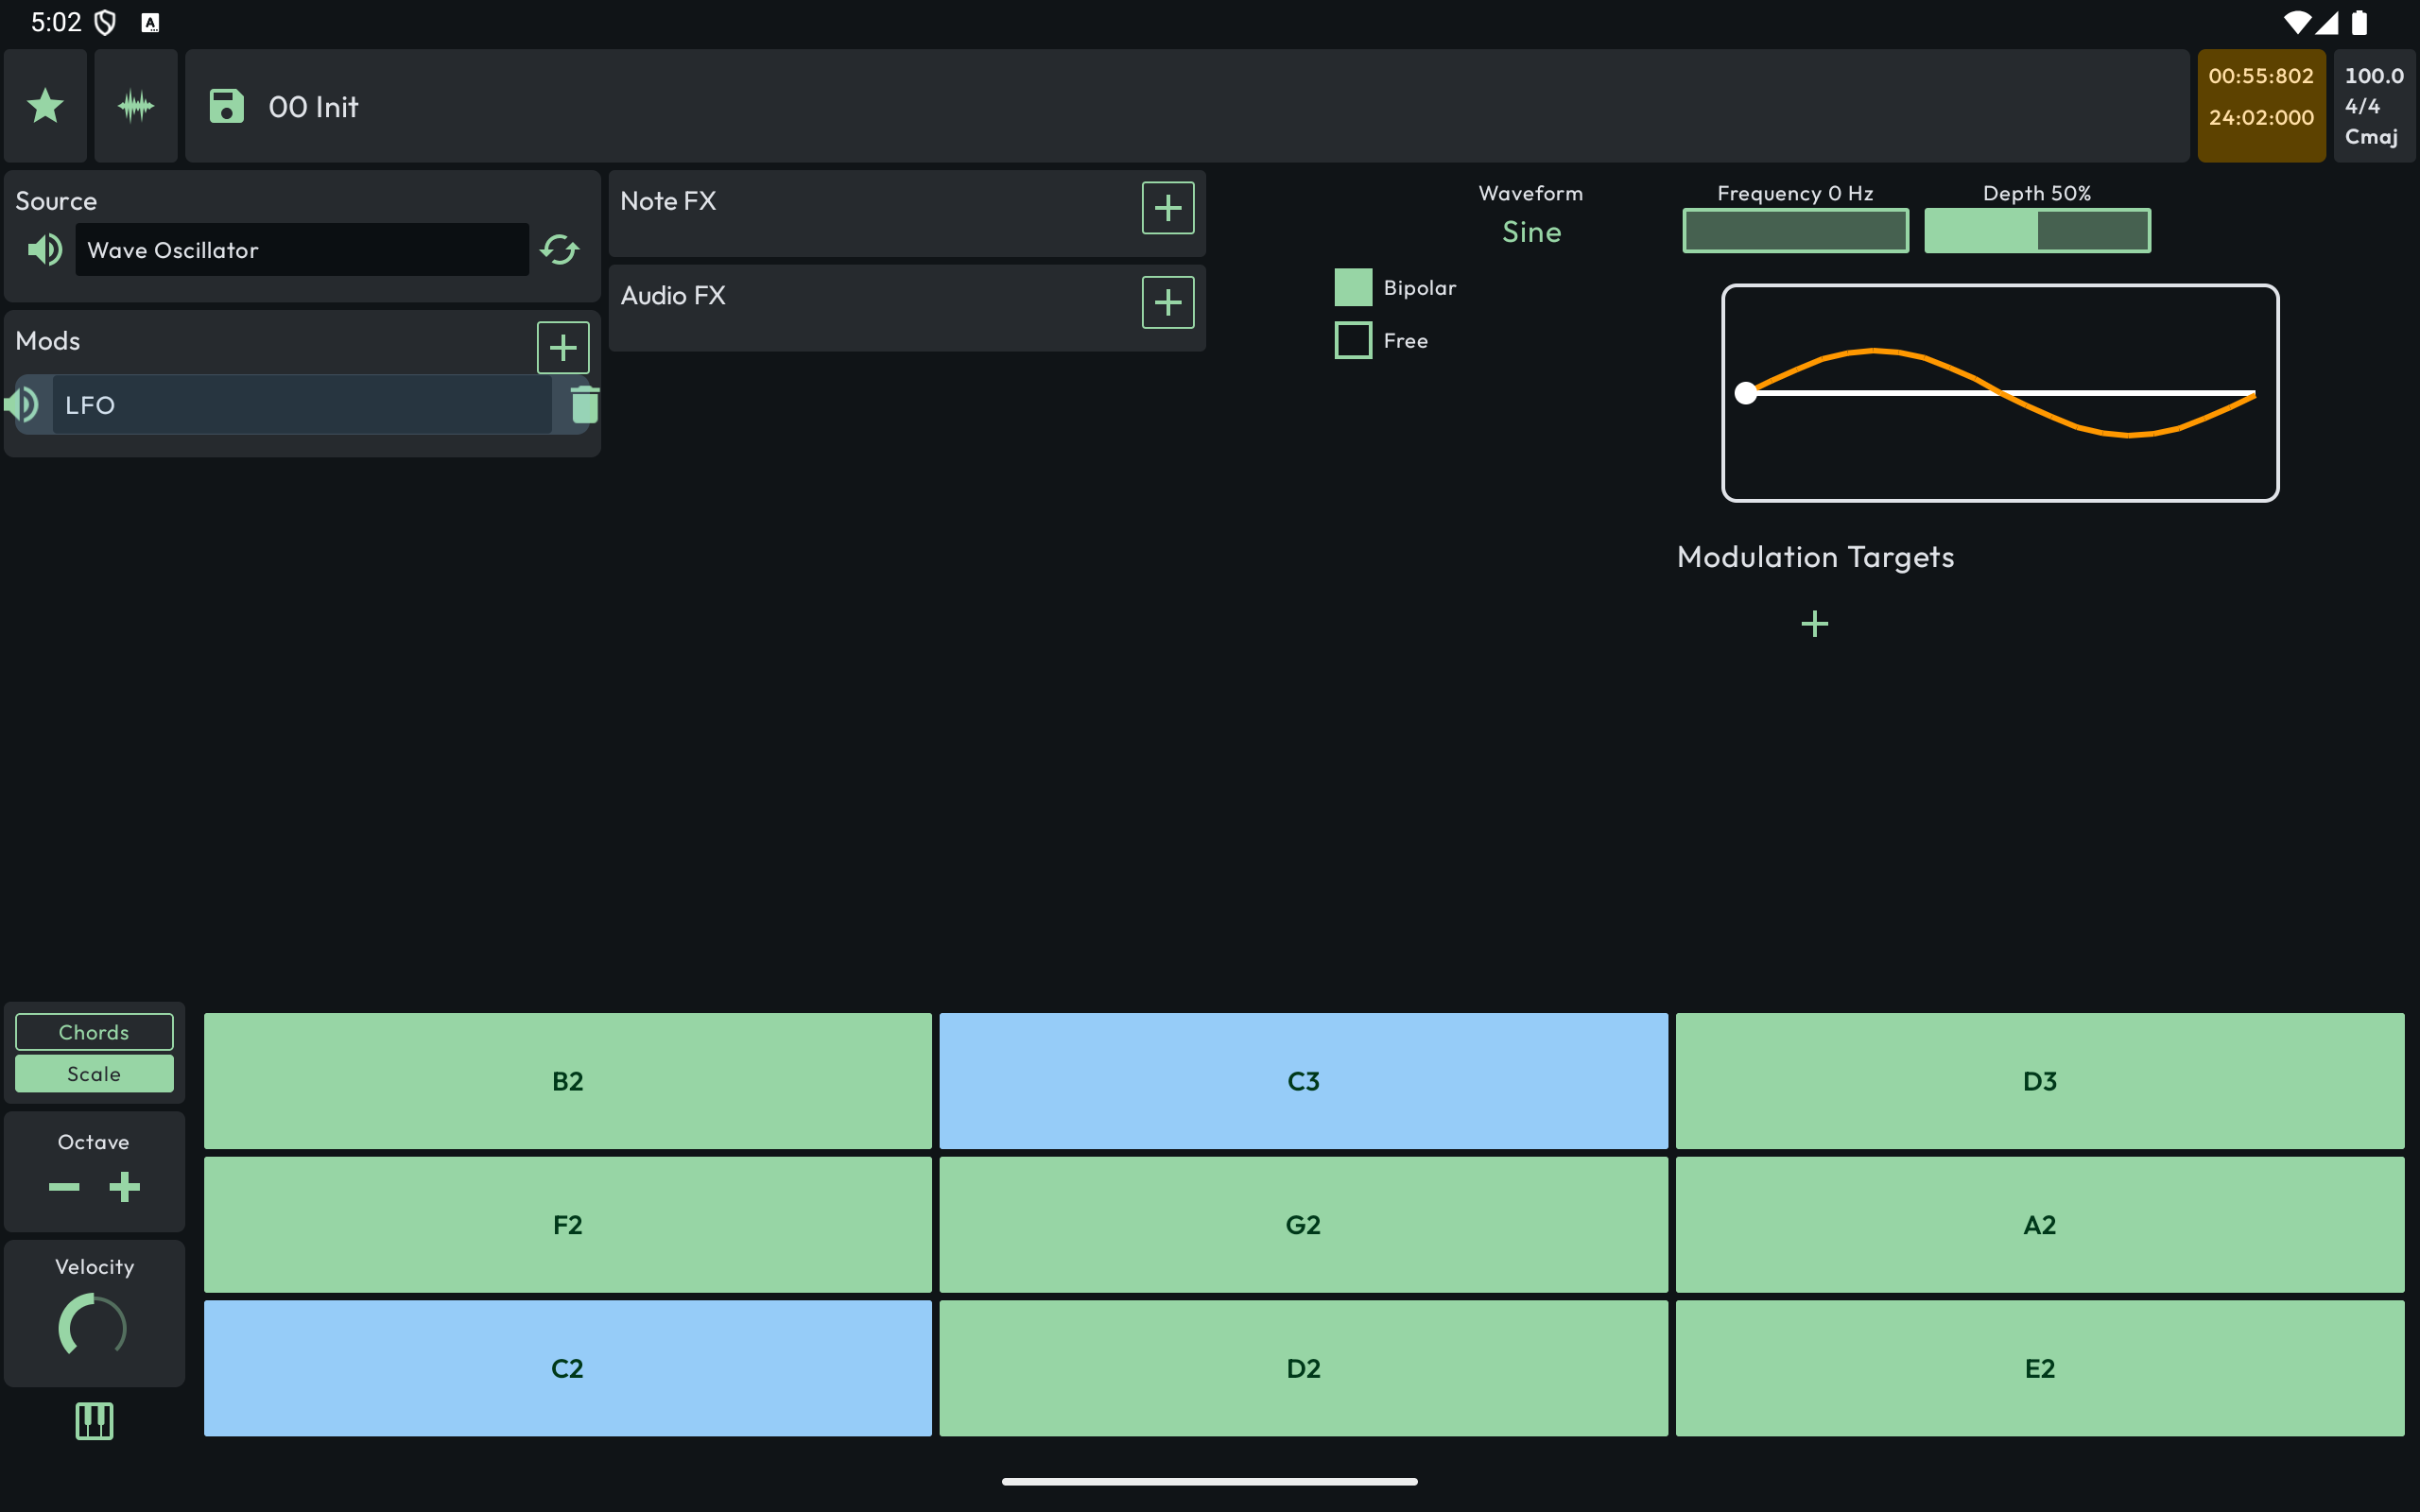 5:02
A
00 Init
00:55:802
24:02:000
100.0
4/4
Cmaj
Source
Wave Oscillator
Mods
LFO
Note FX
Audio FX
Waveform
Sine
Frequency 0 Hz
Depth 50%
Bipolar
Free
Modulation Targets
Chords
Scale
Octave
Velocity
B2 C3 D3
F2 G2 A2
C2 D2 E2